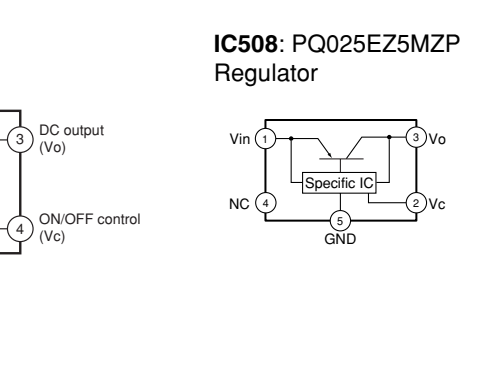 3
DC output
(Vo)
4
ON/OFF control
(Vc)
IC508: PQ025EZ5MZP
Regulator
Vin 1
3 Vo
Specific IC
NC 4
2 Vc
5
GND